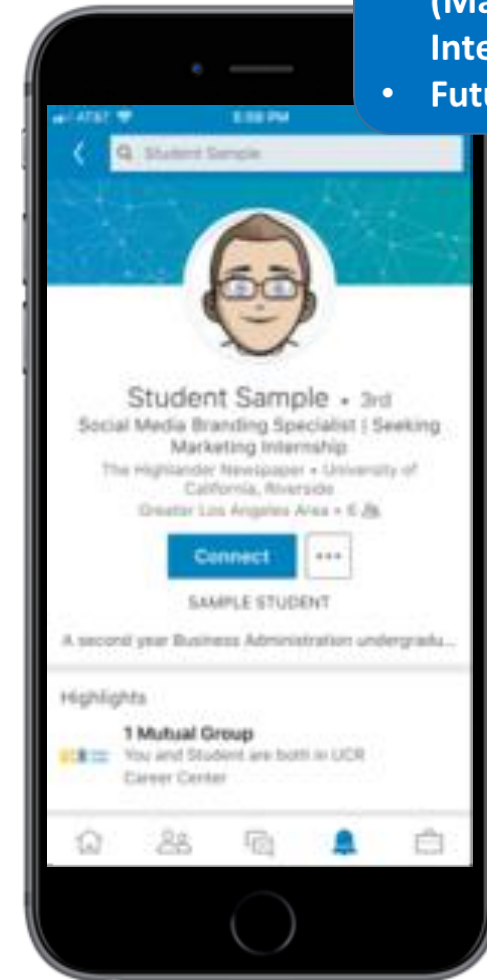 (Ma
Inte
• Futu
AT&T
Student Sample
Student Sample • 3rd
Social Media Branding Specialist | Seeking
Marketing Internship
The Highlander Newspaper • University of
California, Riverside
Greater Los Angeles Area • 6
Connect
SAMPLE STUDENT
A second year Business Administration undergradu...
Highlights
1 Mutual Group
You and Student are both in UCR
Career Center